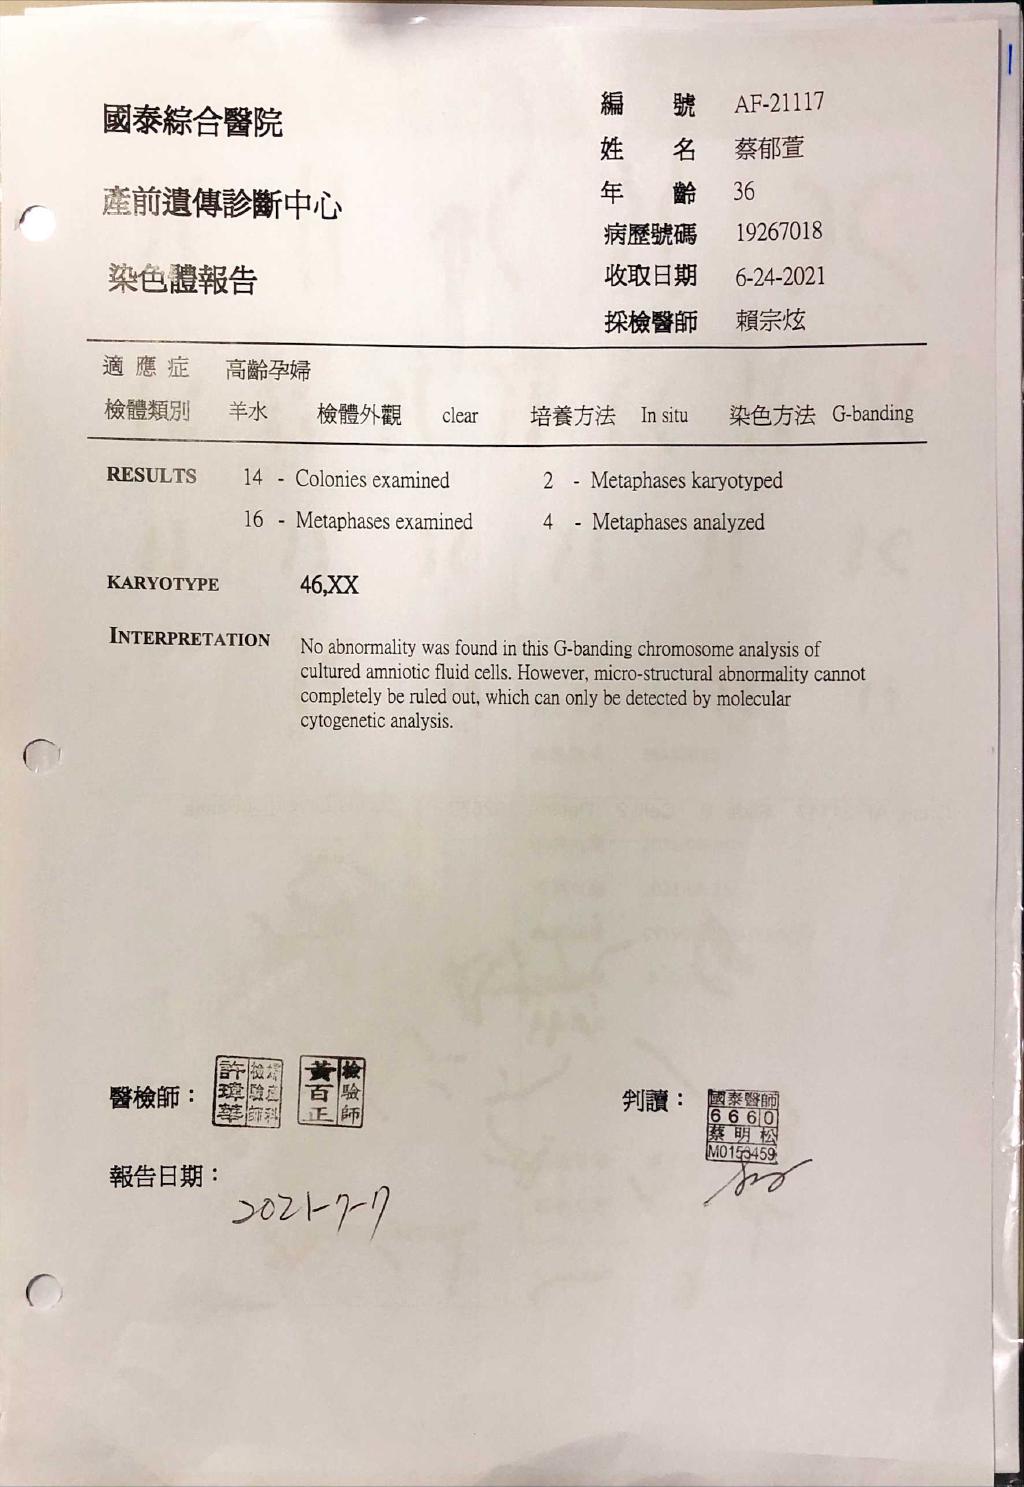 國泰綜合醫院
產前遺傳診斷中心
染色體報告
編號 AF-21117
姓名 蔡郁萱
年齡 36
病歷號碼 19267018
收取日期 6-24-2021
採檢醫師 賴宗炫
適應症 高齡孕婦
檢體類別 羊水 檢體外觀 clear 培養方法 In situ 染色方法 G-banding
RESULTS 14 - Colonies examined 2 - Metaphases karyotyped
16 - Metaphases examined 4 - Metaphases analyzed
KARYOTYPE 46,XX
INTERPRETATION No abnormality was found in this G-banding chromosome analysis of
cultured amniotic fluid cells. However, micro-structural abnormality cannot
completely be ruled out, which can only be detected by molecular
cytogenetic analysis.
醫檢師： 許瑋華 婦產科檢驗師 黃百正 檢驗師
判讀： 國泰醫師
6660
蔡明松
M0153459
報告日期：
2021-7-7